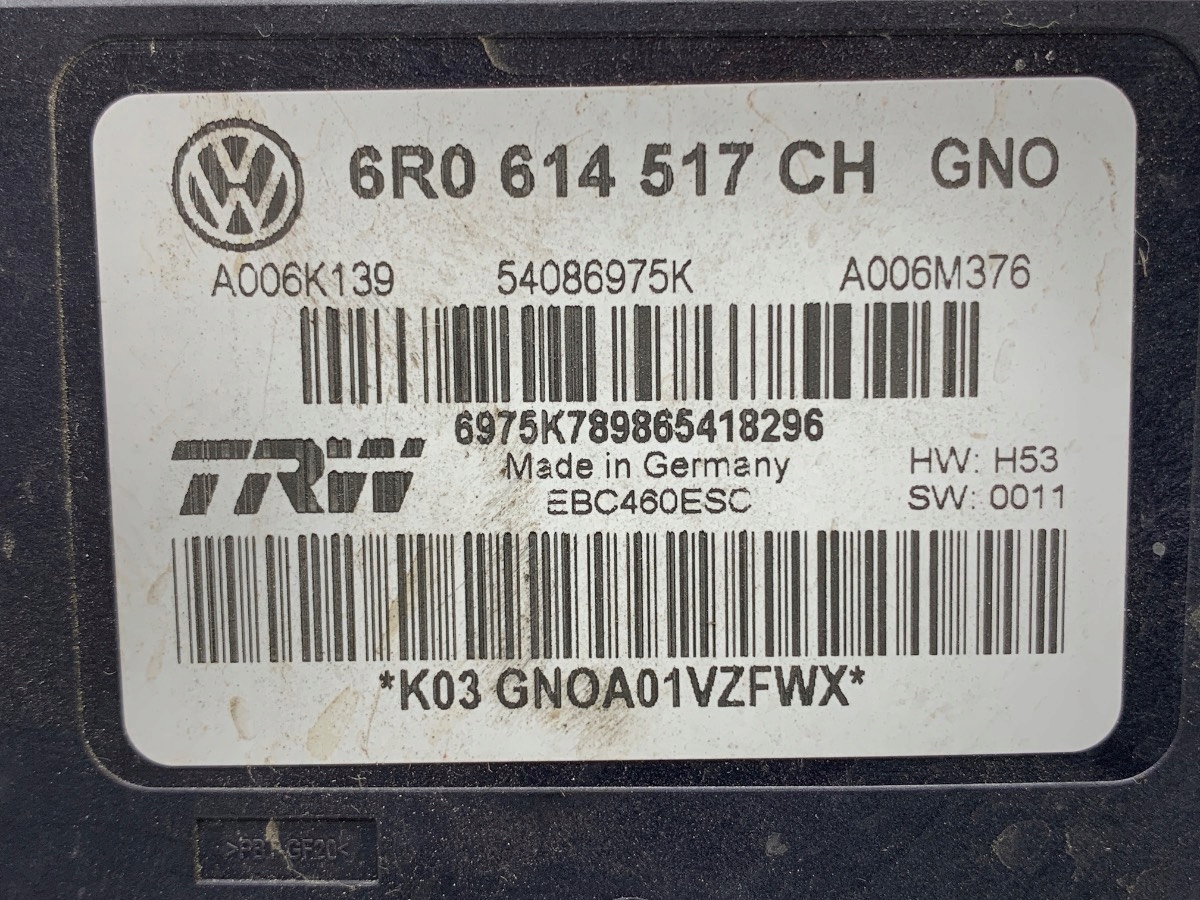 6R0 614 517 CH GNO
A006K139 54086975K A006M376
6975K789865418296
TRW
Made in Germany
HW: H53
EBC460ESC
SW: 0011
*K03 GNOA01VZFWX*